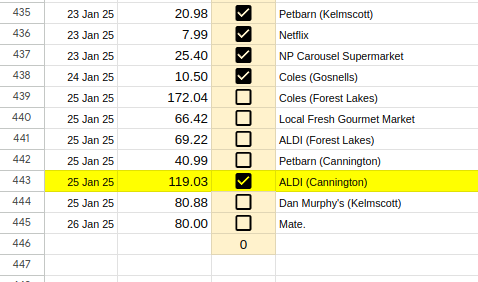 435 23 Jan 25 20.98 Petbarn (Kelmscott)
436 23 Jan 25 7.99 Netflix
437 23 Jan 25 25.40 NP Carousel Supermarket
438 24 Jan 25 10.50 Coles (Gosnells)
439 25 Jan 25 172.04 Coles (Forest Lakes)
440 25 Jan 25 66.42 Local Fresh Gourmet Market
441 25 Jan 25 69.22 ALDI (Forest Lakes)
442 25 Jan 25 40.99 Petbarn (Cannington)
443 25 Jan 25 119.03 ALDI (Cannington)
444 25 Jan 25 80.88 Dan Murphy's (Kelmscott)
445 26 Jan 25 80.00 Mate.
446 0
447